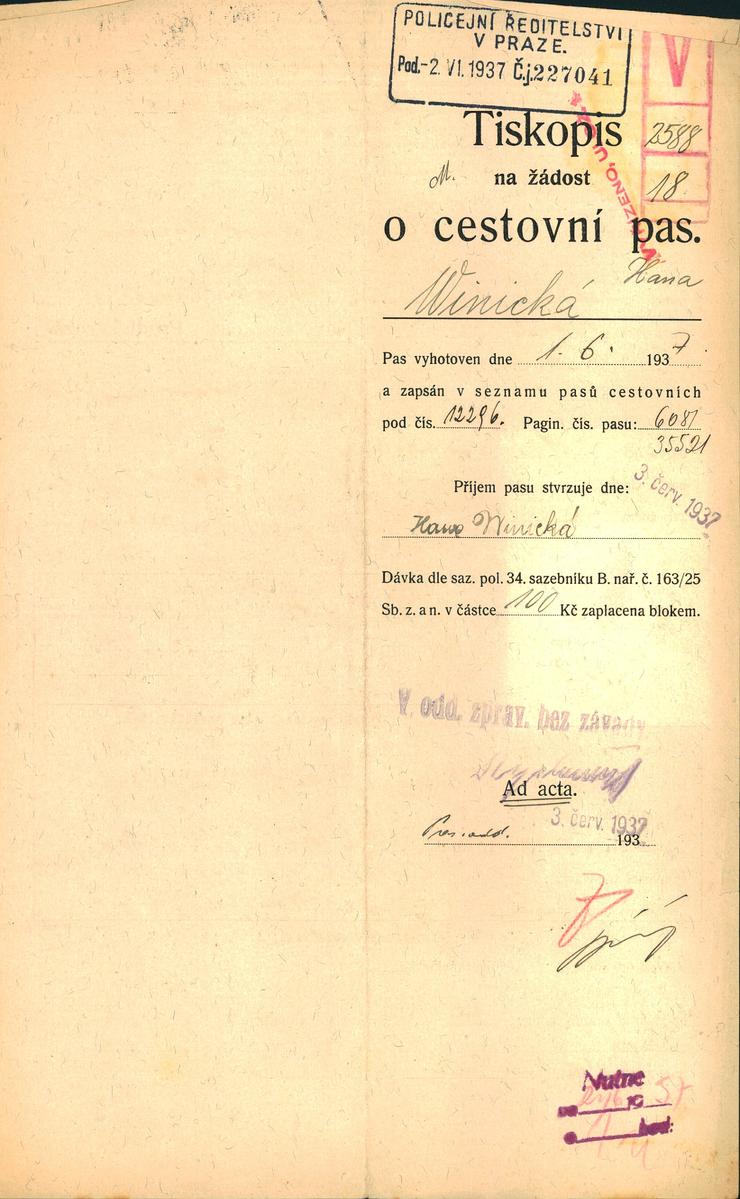 POLICEJNÍ ŘEDITELSTVÍ
V PRAZE.
Pod.-2. VI. 1937 Č.j. 227041
V
Tiskopis
2588
na žádost
18
o cestovní pas.
Hana
Winická
Pas vyhotoven dne 1. 6. 1937
a zapsán v seznamu pasů cestovních
pod čís. 12296. Pagin. čís. pasu: 6081
35521
Příjem pasu stvrzuje dne: 3. červ. 1937
Hana Winická
Dávka dle saz. pol. 34. sazebníku B. nař. č. 163/25
Sb. z. a n. v částce 100 Kč zaplacena blokem.
V odd. zprav. bez závady
Ad acta.
3. červ. 1937
193
Nutne
19
hod: